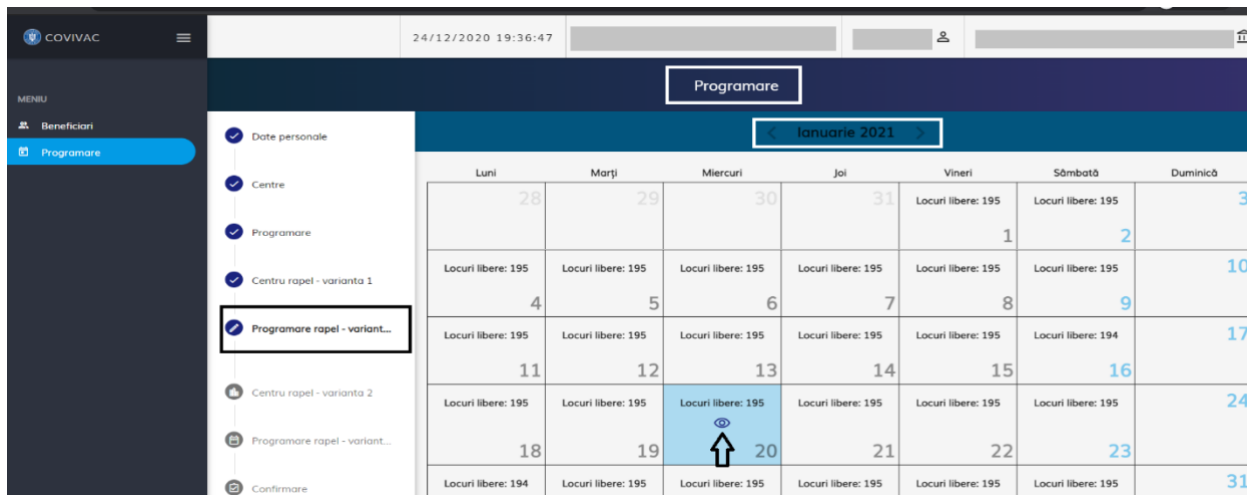 COVIVAC
24/12/2020 19:36:47
Programare
MENIU
Beneficiari
Programare
Date personale
Centre
Programare
Centru rapel - varianta 1
Programare rapel - variant...
Centru rapel - varianta 2
Programare rapel - variant...
Confirmare
Ianuarie 2021
Luni Marți Miercuri Joi Vineri Sâmbătă Duminică
28 29 30 31 Locuri libere: 195 Locuri libere: 195 3
1 2
Locuri libere: 195 Locuri libere: 195 Locuri libere: 195 Locuri libere: 195 Locuri libere: 195 Locuri libere: 195 10
4 5 6 7 8 9
Locuri libere: 195 Locuri libere: 195 Locuri libere: 195 Locuri libere: 195 Locuri libere: 195 Locuri libere: 194 17
11 12 13 14 15 16
Locuri libere: 195 Locuri libere: 195 Locuri libere: 195 Locuri libere: 195 Locuri libere: 195 Locuri libere: 195 24
18 19 20 21 22 23
Locuri libere: 194 Locuri libere: 195 Locuri libere: 195 Locuri libere: 195 Locuri libere: 195 Locuri libere: 195 31